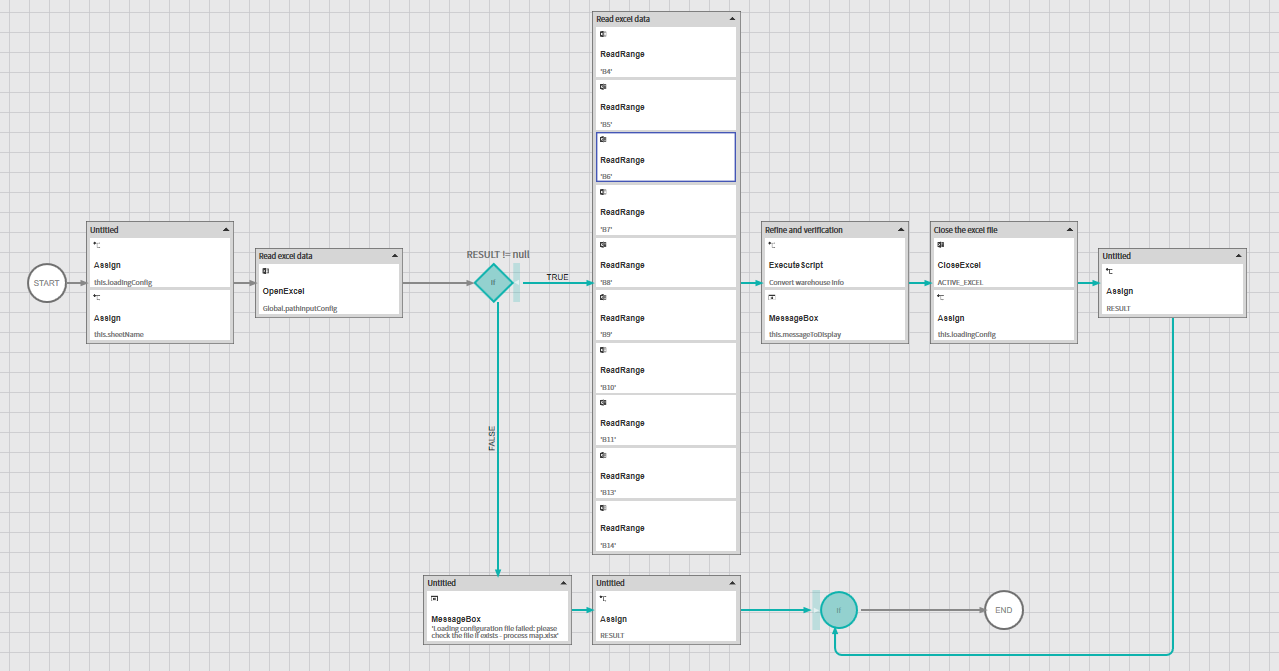 START
Untitled
Assign
this.loadingConfig
Assign
this.sheetName
Read excel data
OpenExcel
Global.pathInputConfig
RESULT != null
If
TRUE
FALSE
Read excel data
ReadRange
'B4'
ReadRange
'B5'
ReadRange
'B6'
ReadRange
'B7'
ReadRange
'B8'
ReadRange
'B9'
ReadRange
'B10'
ReadRange
'B11'
ReadRange
'B13'
ReadRange
'B14'
Refine and verification
ExecuteScript
Convert warehouse Info
MessageBox
this.messageToDisplay
Close the excel file
CloseExcel
ACTIVE_EXCEL
Assign
this.loadingConfig
Untitled
Assign
RESULT
Untitled
MessageBox
'Loading configuration file failed: please
check the file if exists - process map.xlsx'
Untitled
Assign
RESULT
If
END